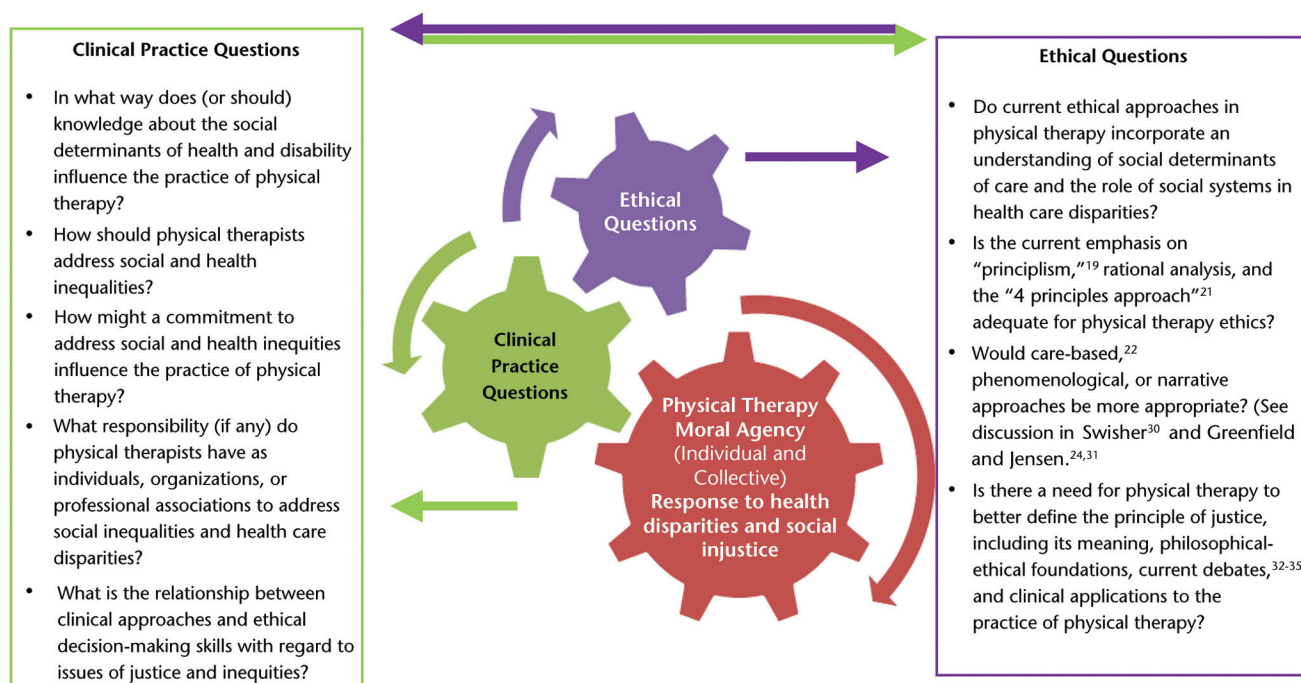 Clinical Practice Questions
• In what way does (or should)
knowledge about the social
determinants of health and disability
influence the practice of physical
therapy?
• How should physical therapists
address social and health
inequalities?
• How might a commitment to
address social and health inequities
influence the practice of physical
therapy?
• What responsibility (if any) do
physical therapists have as
individuals, organizations, or
professional associations to address
social inequalities and health care
disparities?
• What is the relationship between
clinical approaches and ethical
decision-making skills with regard to
issues of justice and inequities?
Ethical
Questions
Clinical
Practice
Questions
Physical Therapy
Moral Agency
(Individual and
Collective)
Response to health
disparities and social
injustice
Ethical Questions
• Do current ethical approaches in
physical therapy incorporate an
understanding of social determinants
of care and the role of social systems in
health care disparities?
• Is the current emphasis on
“principlism,”19 rational analysis, and
the “4 principles approach”21
adequate for physical therapy ethics?
• Would care-based,22
phenomenological, or narrative
approaches be more appropriate? (See
discussion in Swisher30 and Greenfield
and Jensen.24,31
• Is there a need for physical therapy to
better define the principle of justice,
including its meaning, philosophical-
ethical foundations, current debates,32-35
and clinical applications to the
practice of physical therapy?